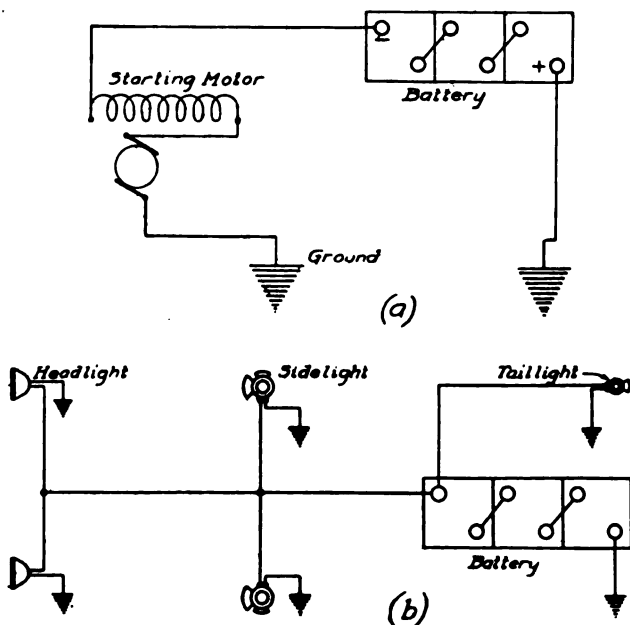 Starting Motor
−
+
Battery
Ground
(a)
Headlight
Sidelight
Taillight
Battery
(b)